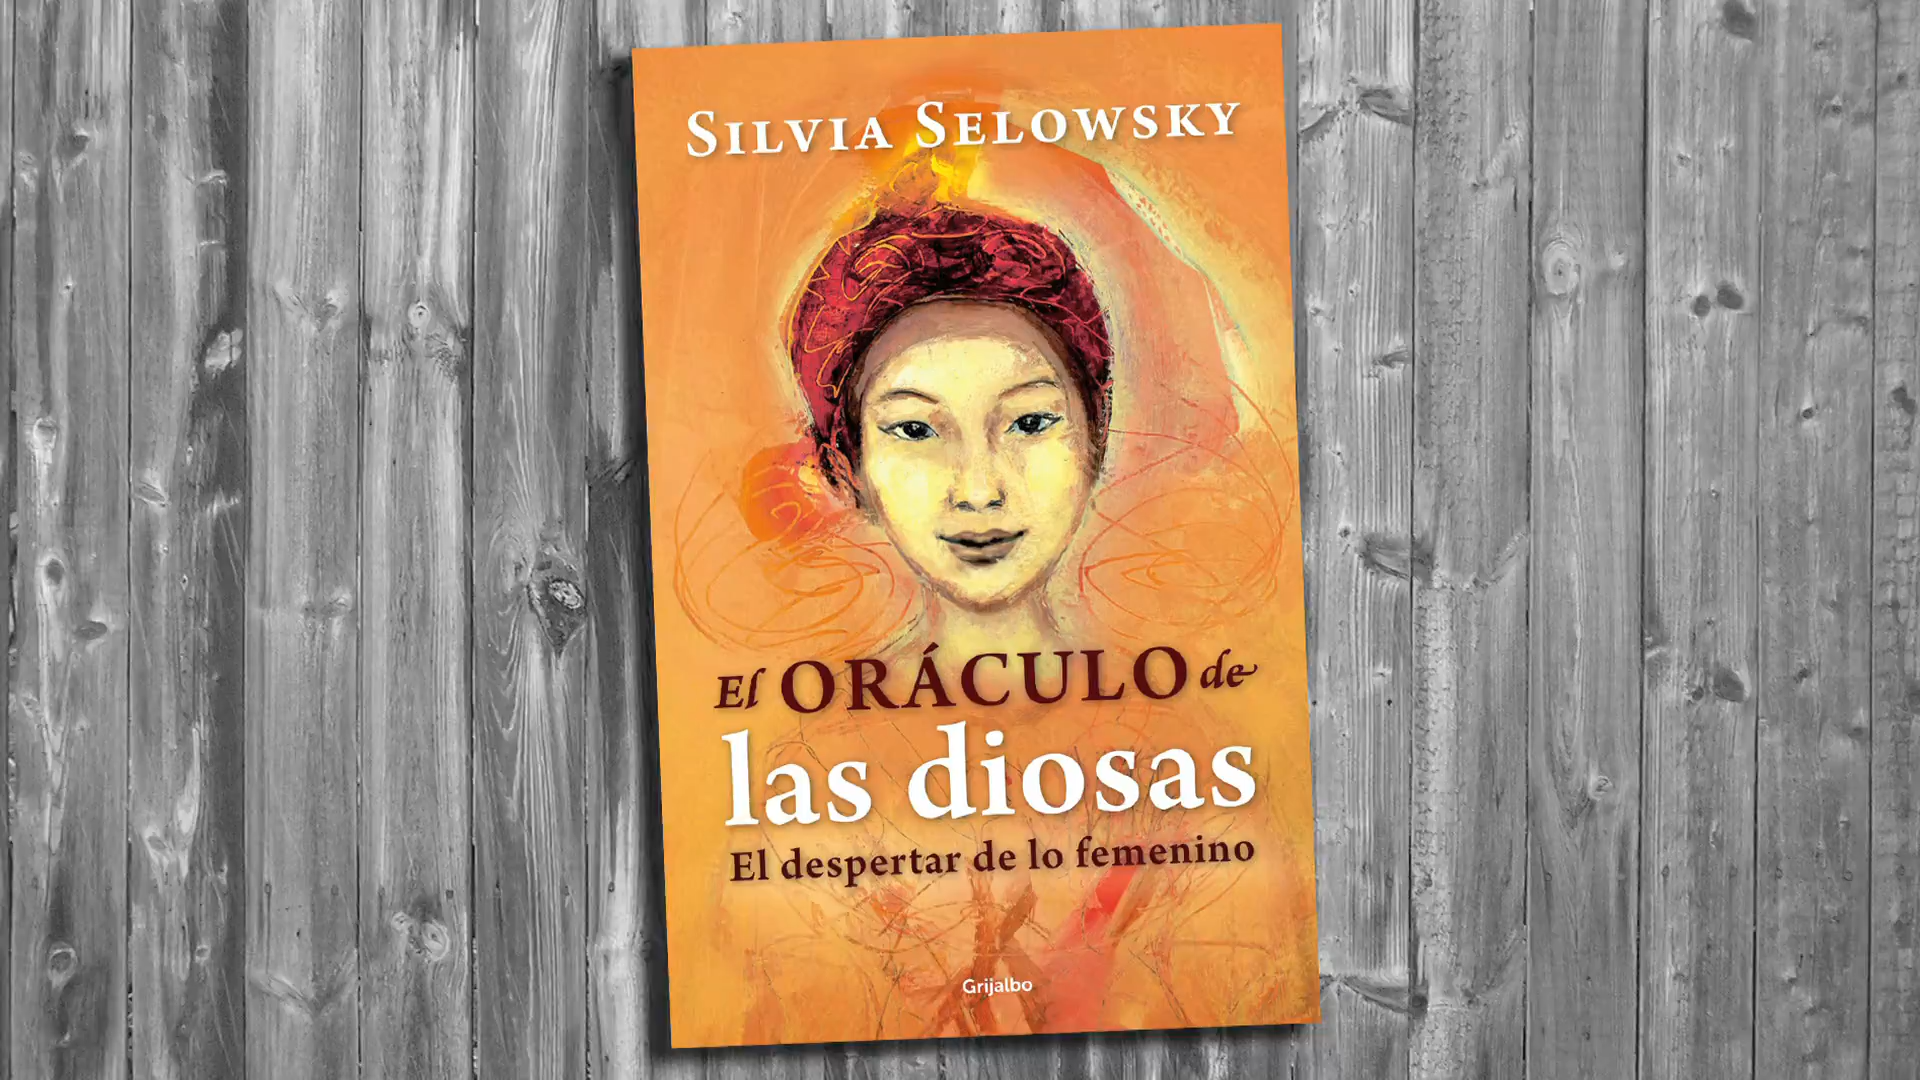 SILVIA SELOWSKY
El ORÁCULO de
las diosas
El despertar de lo femenino
Grijalbo